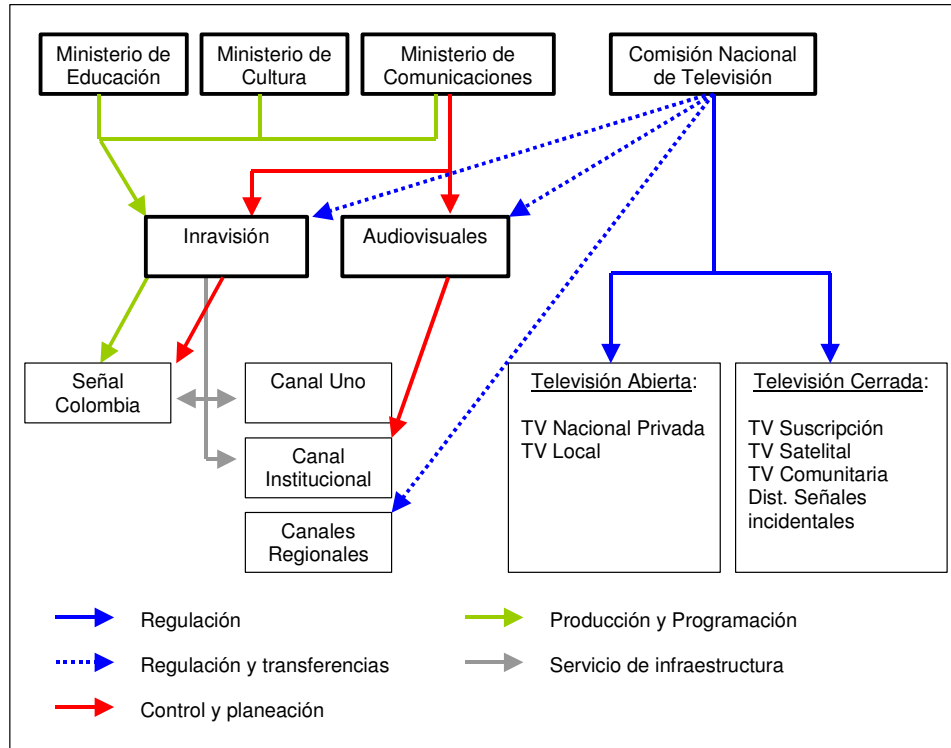 Ministerio de
Educación
Ministerio de
Cultura
Ministerio de
Comunicaciones
Comisión Nacional
de Televisión
Inravisión
Audiovisuales
Señal
Colombia
Canal Uno
Canal
Institucional
Canales
Regionales
Televisión Abierta:
TV Nacional Privada
TV Local
Televisión Cerrada:
TV Suscripción
TV Satelital
TV Comunitaria
Dist. Señales
incidentales
Regulación
Regulación y transferencias
Control y planeación
Producción y Programación
Servicio de infraestructura